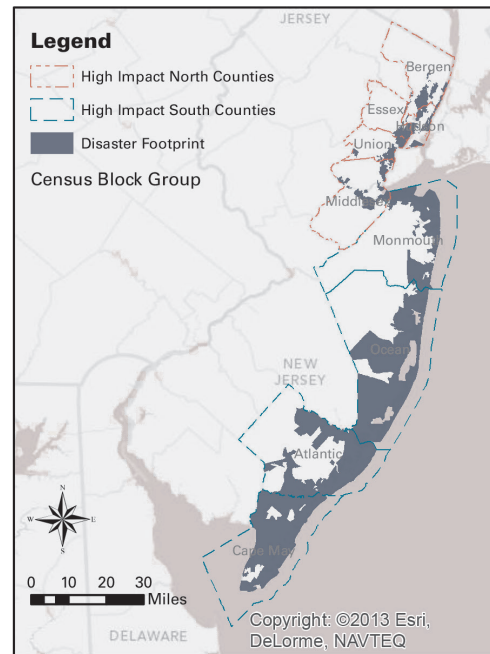 JERSEY
Legend
High Impact North Counties
High Impact South Counties
Disaster Footprint
Census Block Group
Bergen
Essex
Hudson
Union
Middlesex
Monmouth
Ocean
NEW
JERSEY
Atlantic
Cape May
N
W E
S
0 10 20 30
Miles
DELAWARE
Copyright: ©2013 Esri,
DeLorme, NAVTEQ